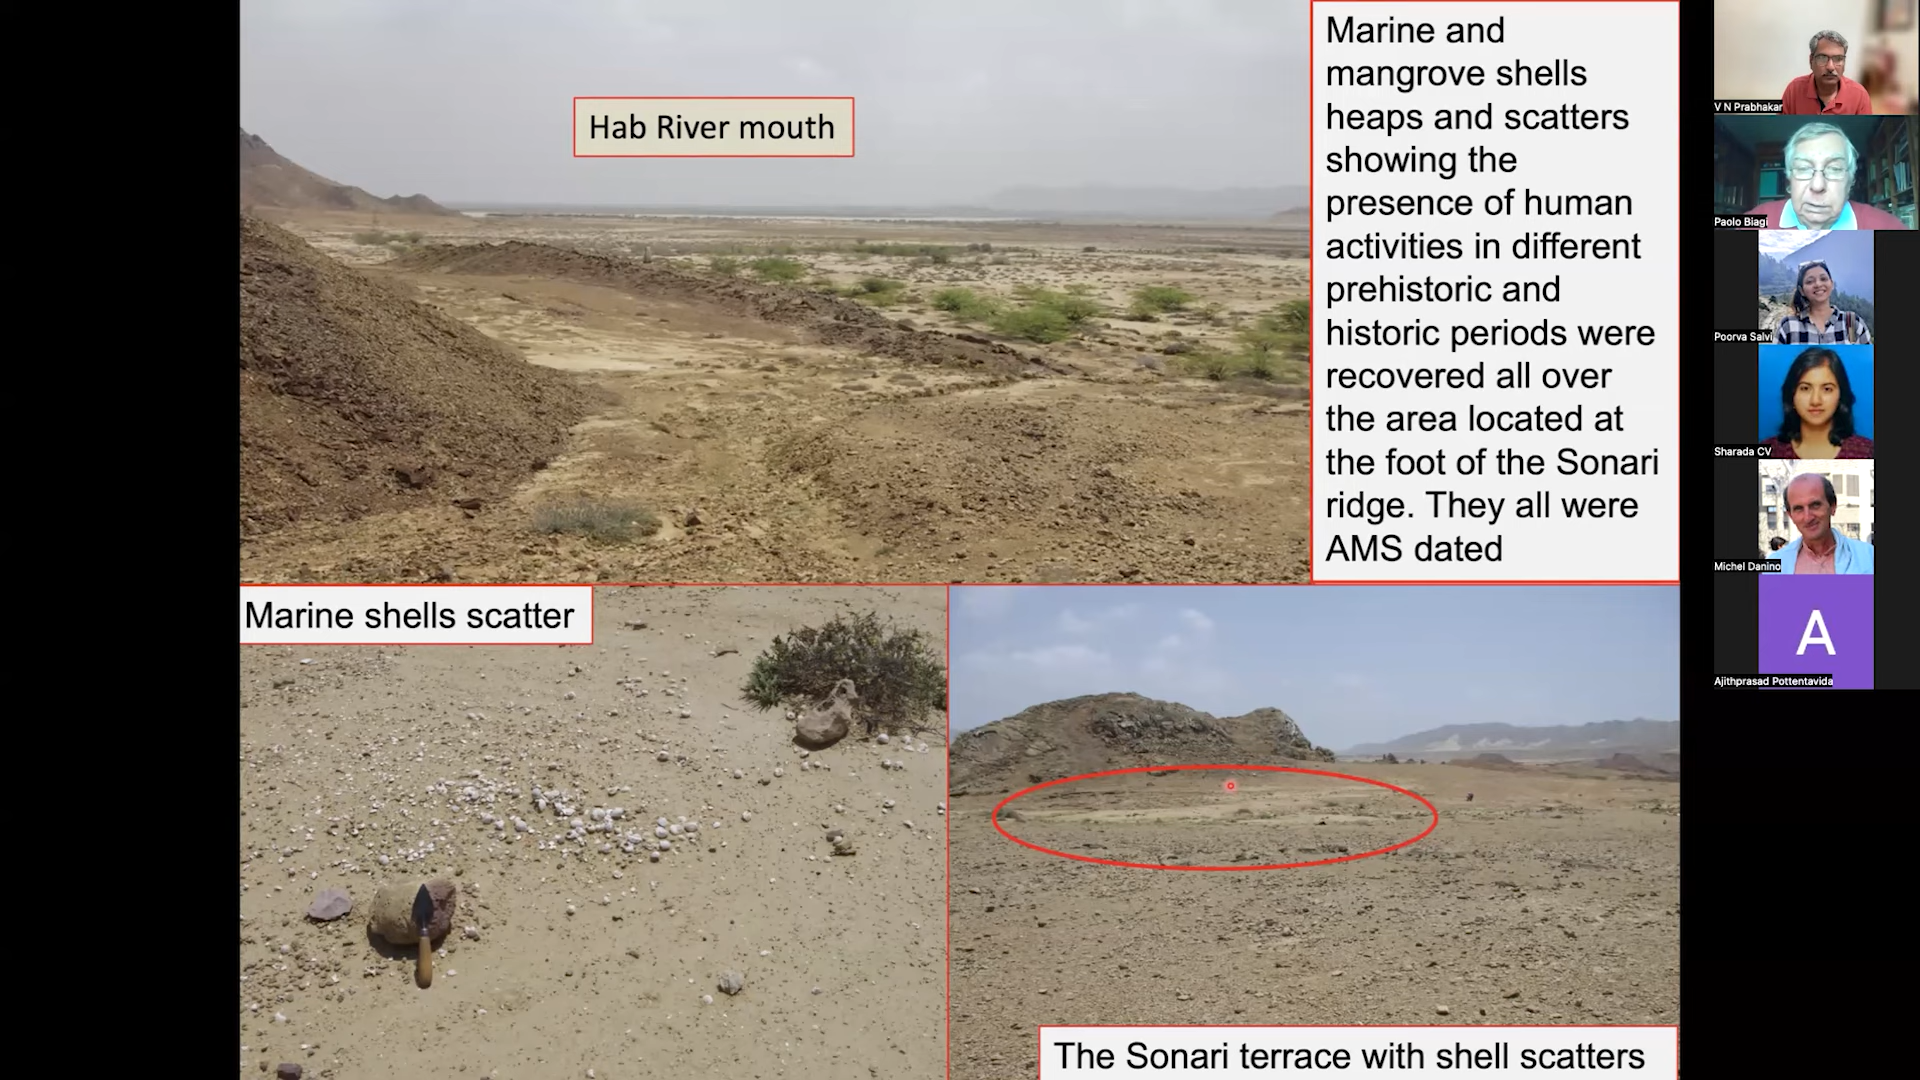 Hab River mouth
Marine and
mangrove shells
heaps and scatters
showing the
presence of human
activities in different
prehistoric and
historic periods were
recovered all over
the area located at
the foot of the Sonari
ridge. They all were
AMS dated
Marine shells scatter
The Sonari terrace with shell scatters
V N Prabhakar
Paolo Biagi
Poorva Salvi
Sharada CV
Michel Danino
A
Ajithprasad Pottentavida